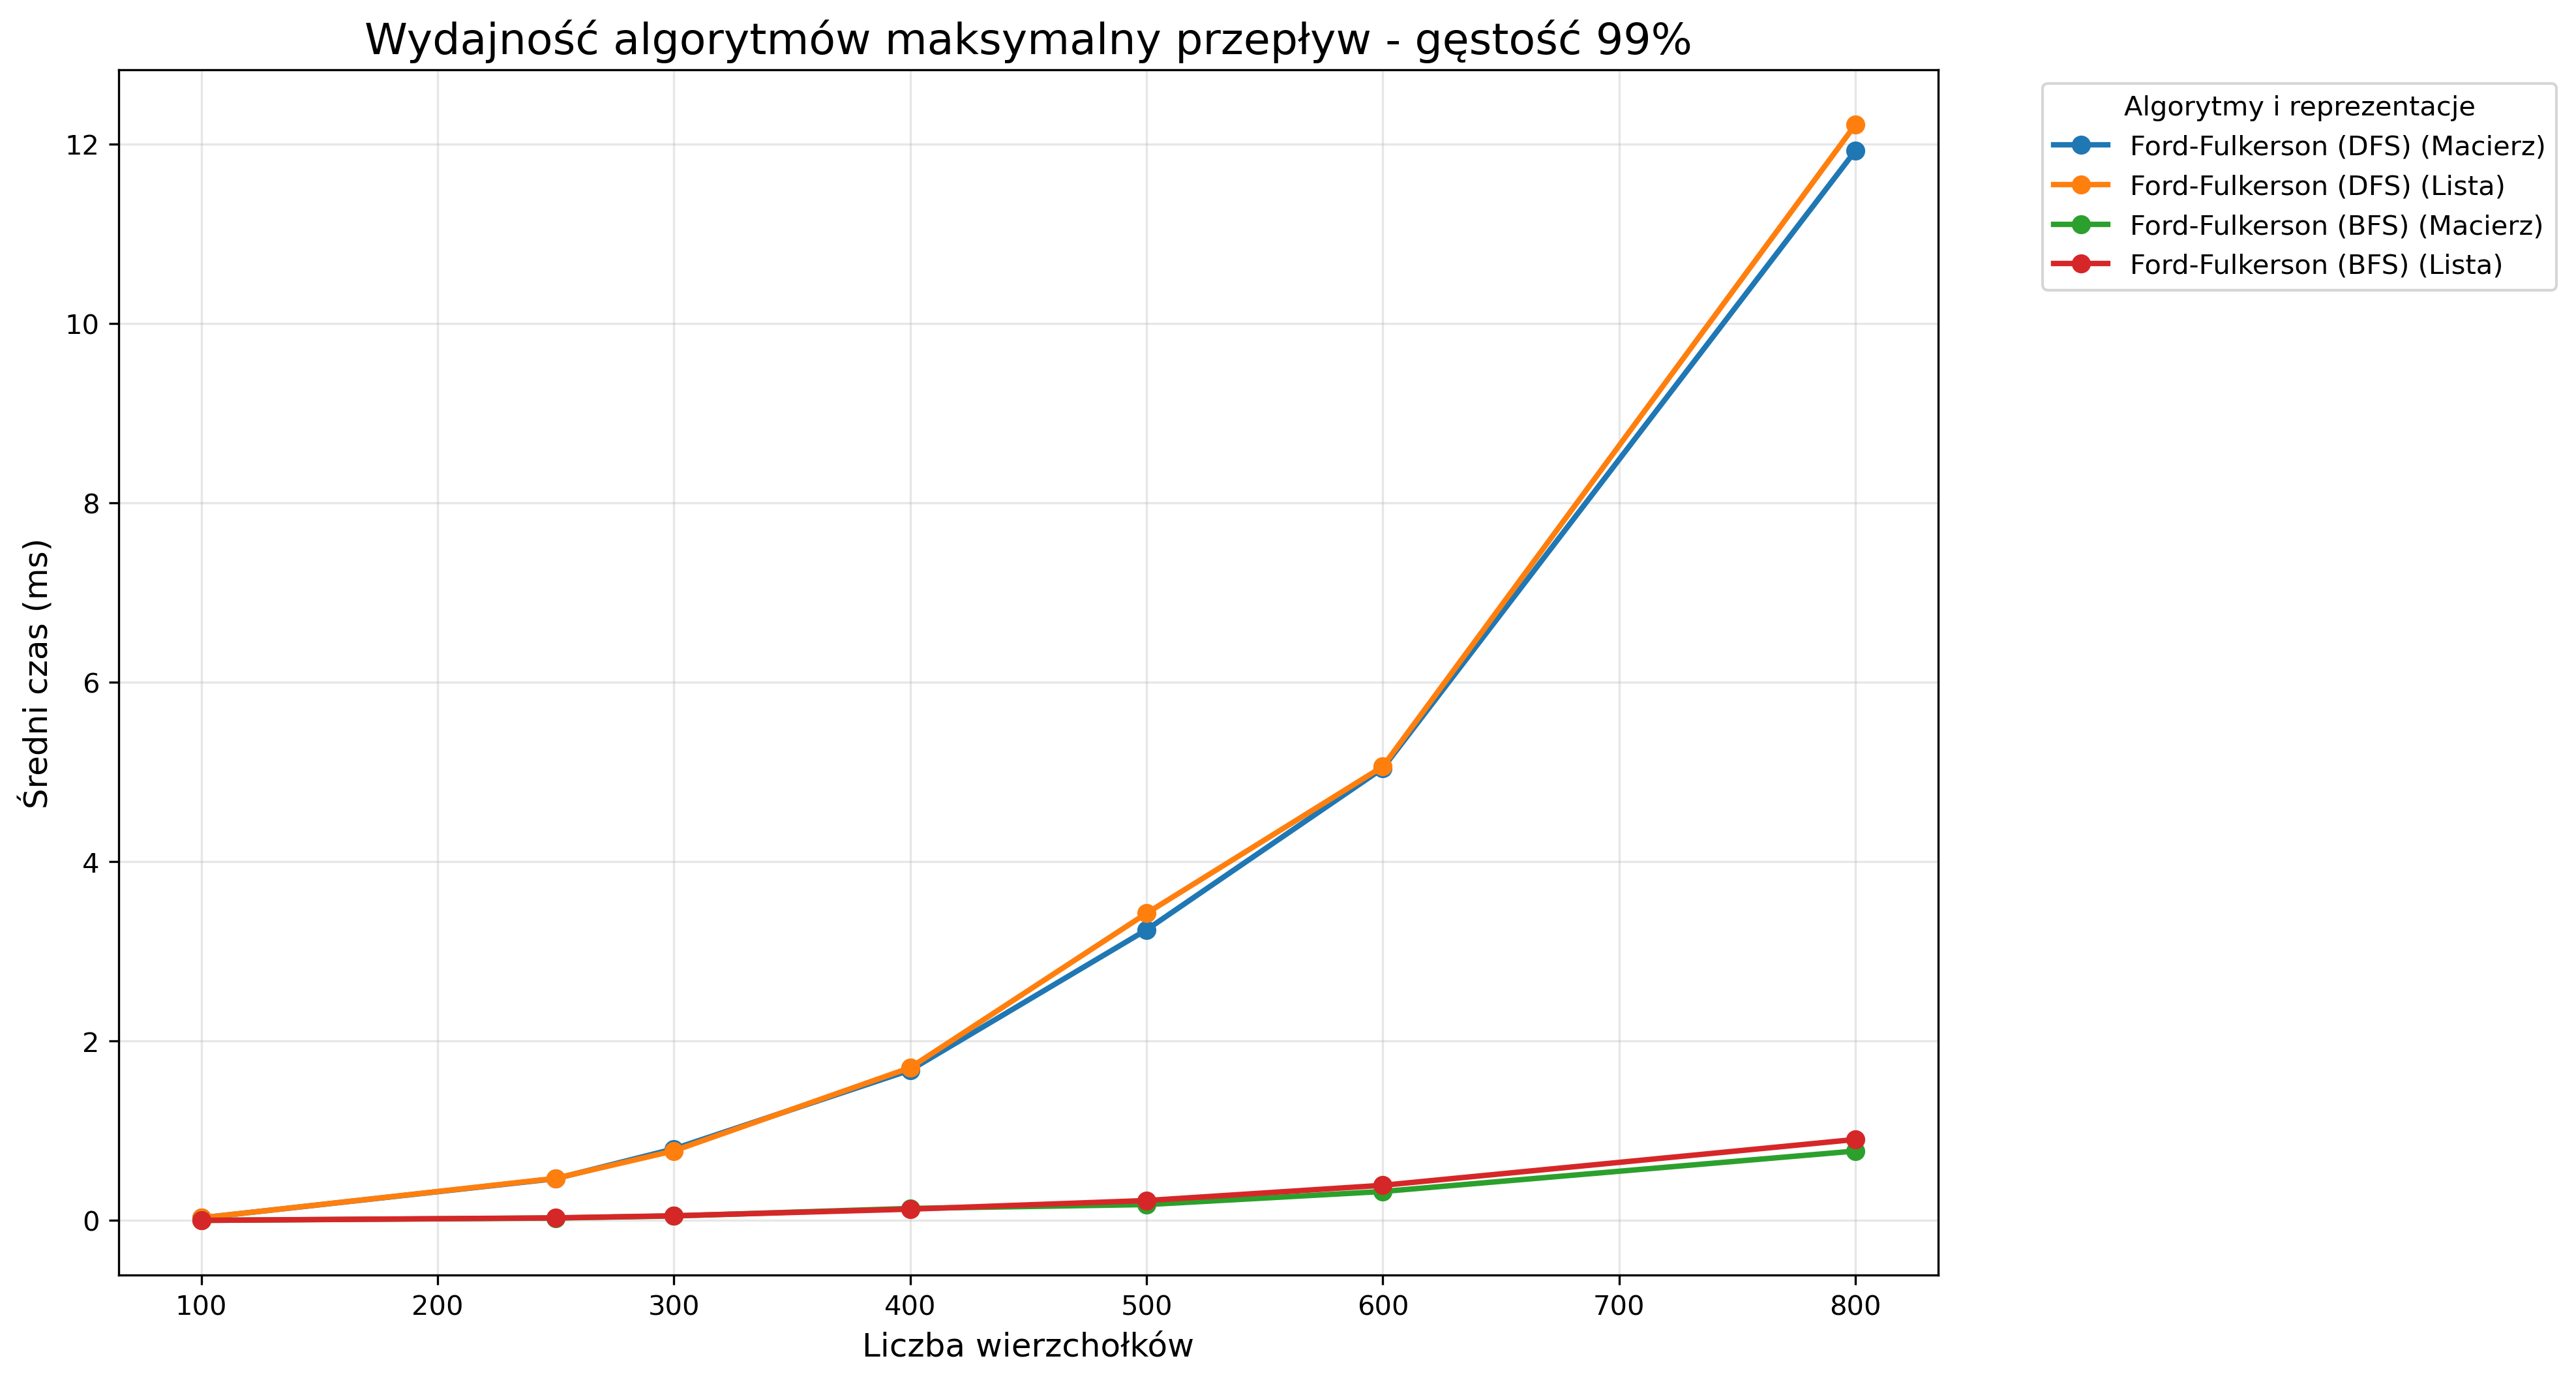 Wydajność algorytmów maksymalny przepływ - gęstość 99%
Średni czas (ms)
12
10
8
6
4
2
0
100 200 300 400 500 600 700 800
Liczba wierzchołków
Algorytmy i reprezentacje
Ford-Fulkerson (DFS) (Macierz)
Ford-Fulkerson (DFS) (Lista)
Ford-Fulkerson (BFS) (Macierz)
Ford-Fulkerson (BFS) (Lista)